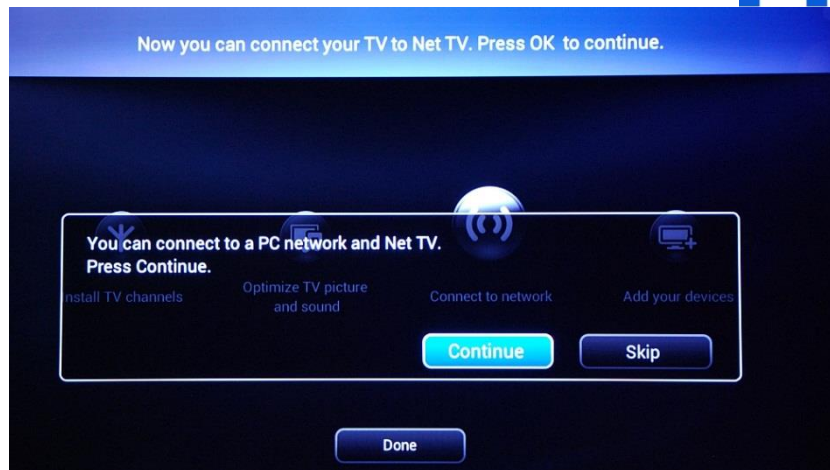 Now you can connect your TV to Net TV. Press OK to continue.
You can connect to a PC network and Net TV.
Press Continue.
nstall TV channels
Optimize TV picture
and sound
Connect to network
Add your devices
Continue
Skip
Done